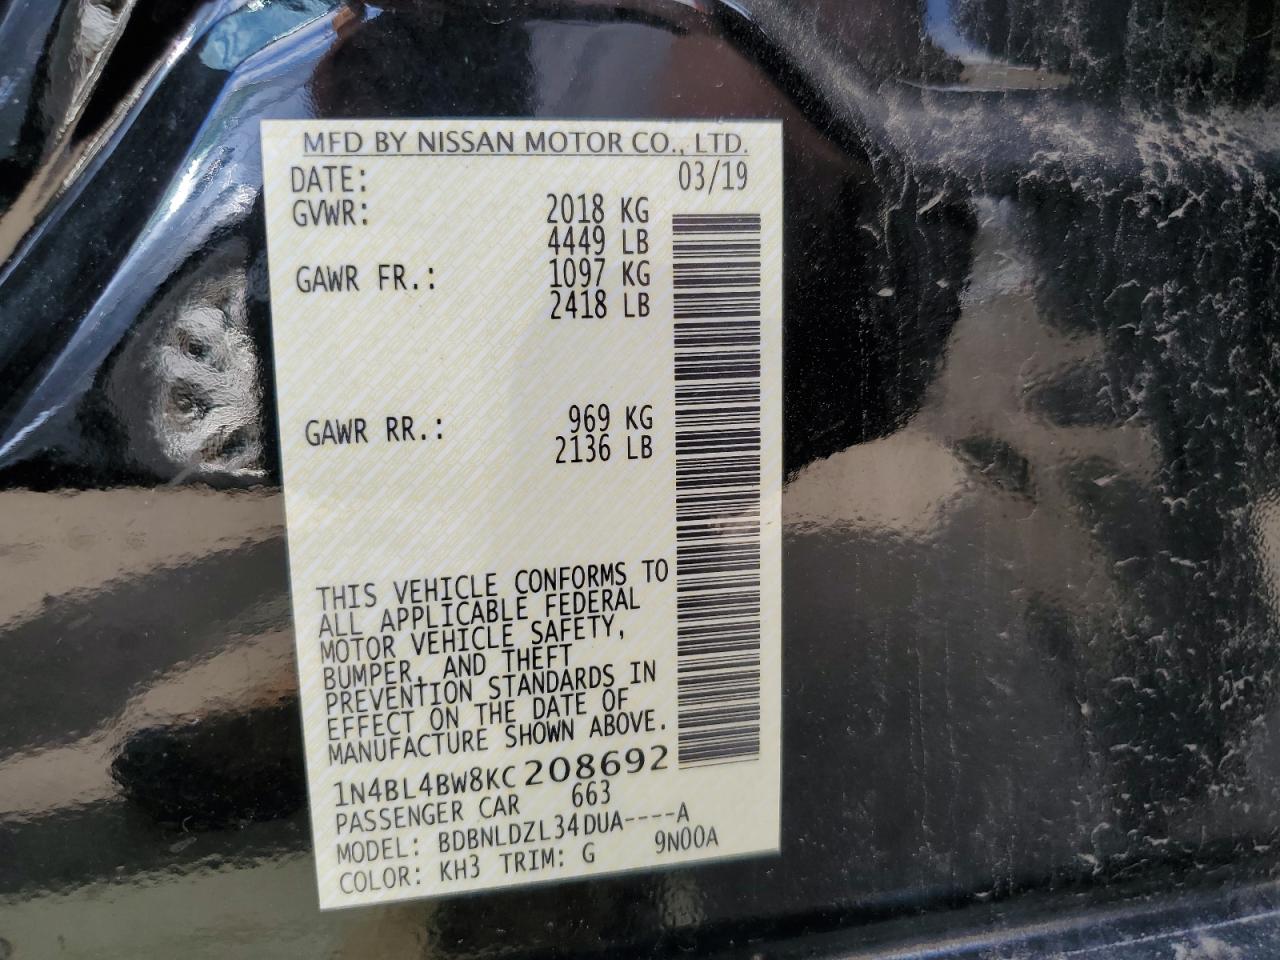 MFD BY NISSAN MOTOR CO., LTD.
DATE: 03/19
GVWR: 2018 KG
4449 LB
GAWR FR.: 1097 KG
2418 LB
GAWR RR.: 969 KG
2136 LB
THIS VEHICLE CONFORMS TO
ALL APPLICABLE FEDERAL
MOTOR VEHICLE SAFETY,
BUMPER, AND THEFT
PREVENTION STANDARDS IN
EFFECT ON THE DATE OF
MANUFACTURE SHOWN ABOVE.
1N4BL4BW8KC208692
PASSENGER CAR 663
MODEL: BDBNLDZL34DUA----A
COLOR: KH3 TRIM: G 9N00A